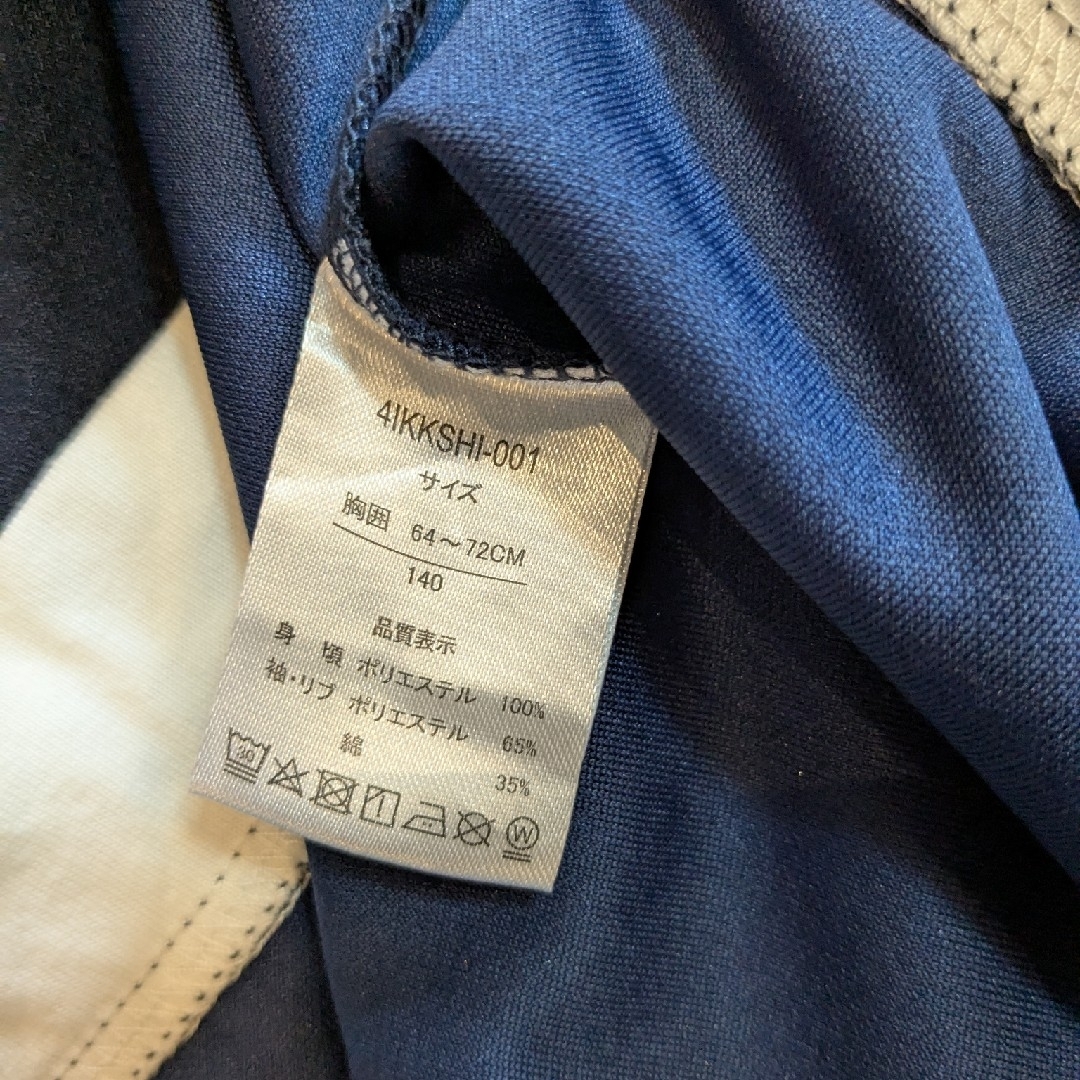 4IKKSHI-001
サイズ
胸囲 64〜72CM
140
品質表示
身 頃 ポリエステル 100%
袖・リブ ポリエステル 65%
綿 35%
30
W